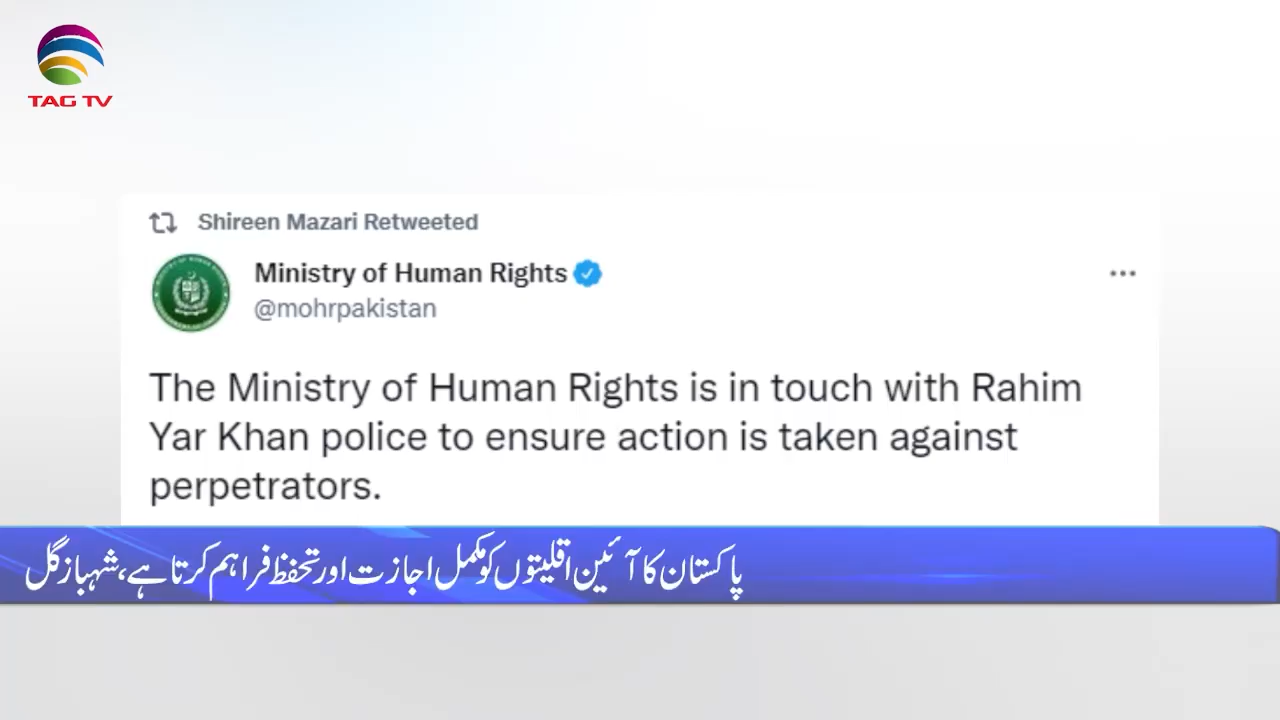 TAG TV
Shireen Mazari Retweeted
Ministry of Human Rights
@mohrpakistan
The Ministry of Human Rights is in touch with Rahim
Yar Khan police to ensure action is taken against
perpetrators.
پاکستان کا آئین اقلیتوں کو مکمل اجازت اور تحفظ فراہم کرتا ہے، شہباز گل